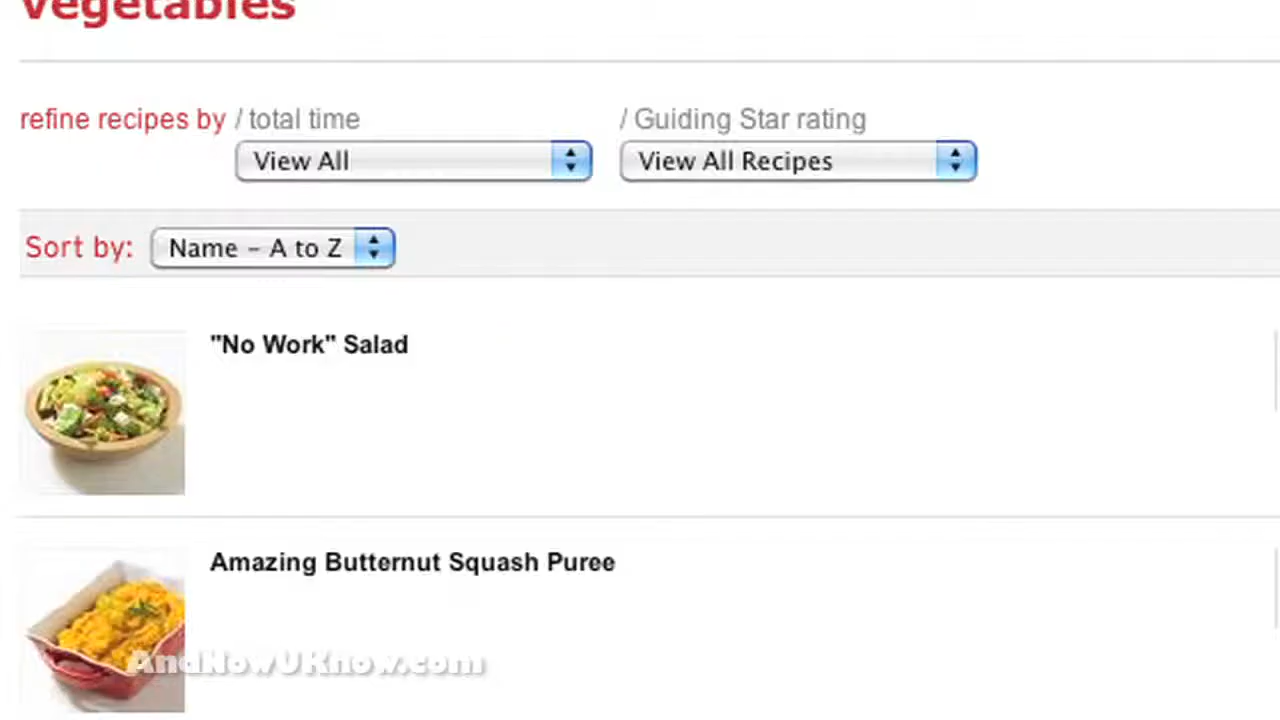 vegetables
refine recipes by / total time / Guiding Star rating
View All View All Recipes
Sort by: Name – A to Z
"No Work" Salad
Amazing Butternut Squash Puree
AndNowUKnow.com